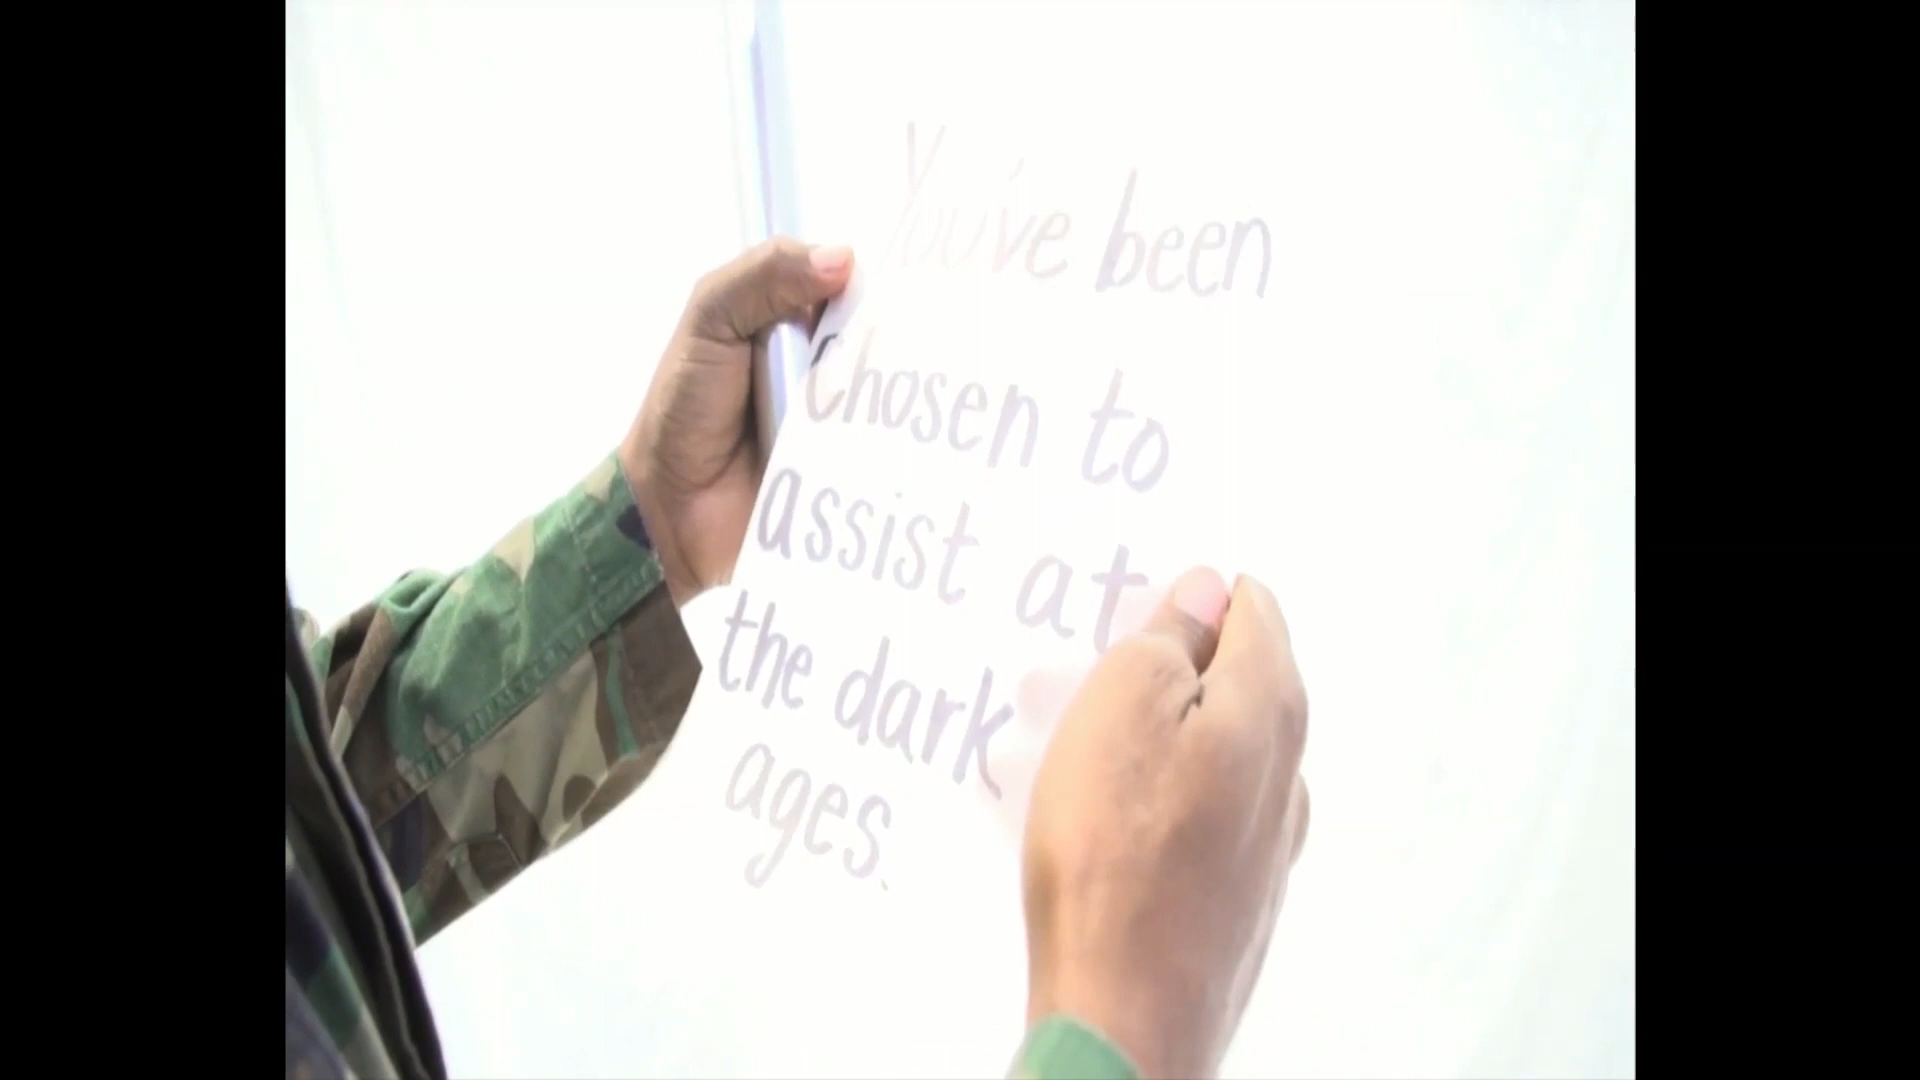 You've been
Chosen to
assist at
the dark
ages.